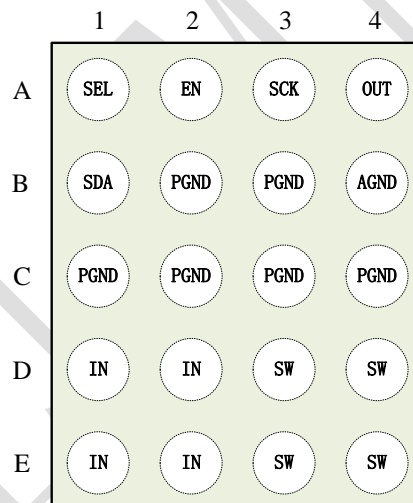 1 2 3 4
A SEL EN SCK OUT
B SDA PGND PGND AGND
C PGND PGND PGND PGND
D IN IN SW SW
E IN IN SW SW